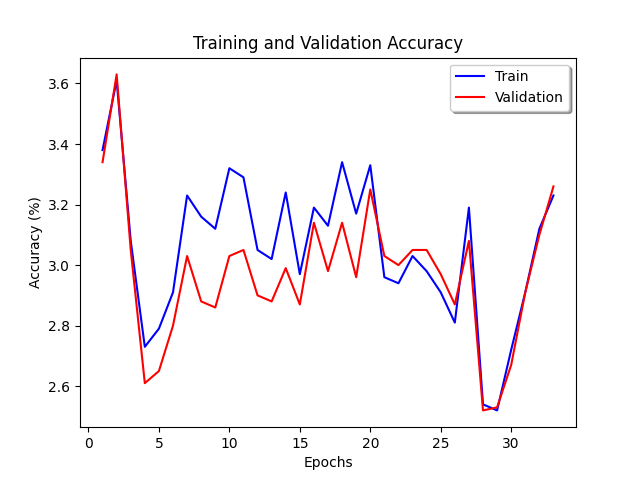 Training and Validation Accuracy
Train
Validation
3.6
3.4
3.2
3.0
2.8
2.6
Accuracy (%)
0 5 10 15 20 25 30
Epochs